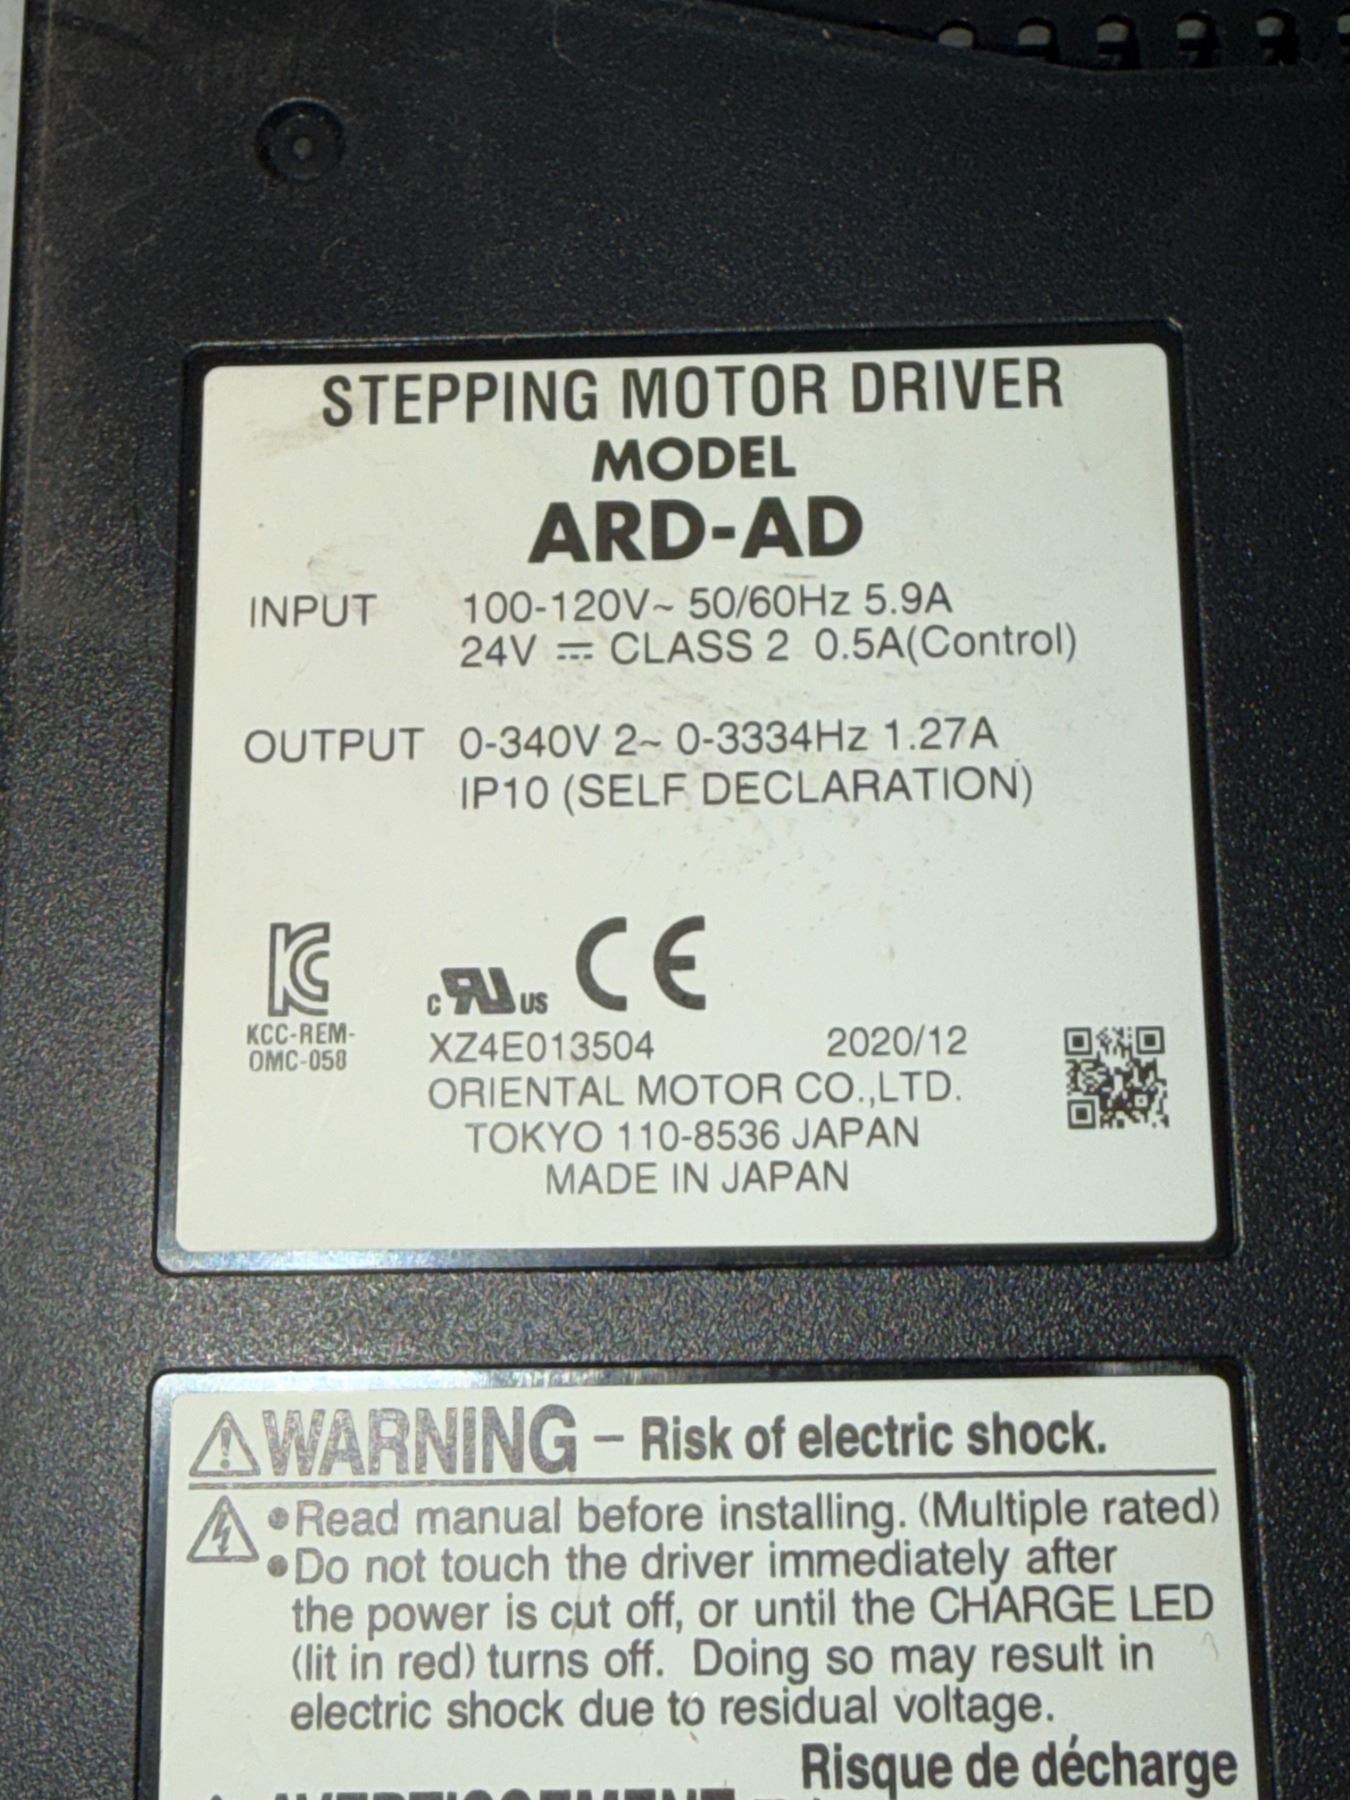 STEPPING MOTOR DRIVER
MODEL
ARD-AD
INPUT 100-120V~ 50/60Hz 5.9A
24V ⎓ CLASS 2 0.5A(Control)
OUTPUT 0-340V 2~ 0-3334Hz 1.27A
IP10 (SELF DECLARATION)
KCC-REM-
OMC-058
c RU us CE
XZ4E013504 2020/12
ORIENTAL MOTOR CO.,LTD.
TOKYO 110-8536 JAPAN
MADE IN JAPAN
WARNING – Risk of electric shock.
•Read manual before installing. (Multiple rated)
•Do not touch the driver immediately after
the power is cut off, or until the CHARGE LED
(lit in red) turns off. Doing so may result in
electric shock due to residual voltage.
Risque de décharge
AVERTISSEMENT